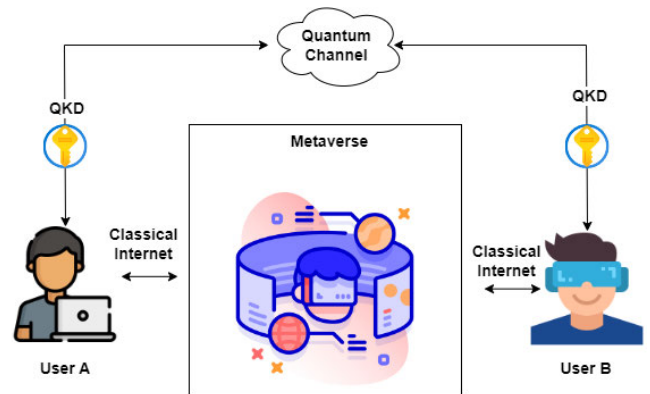 Quantum
Channel
QKD
QKD
Metaverse
Classical
Internet
Classical
Internet
User A
User B